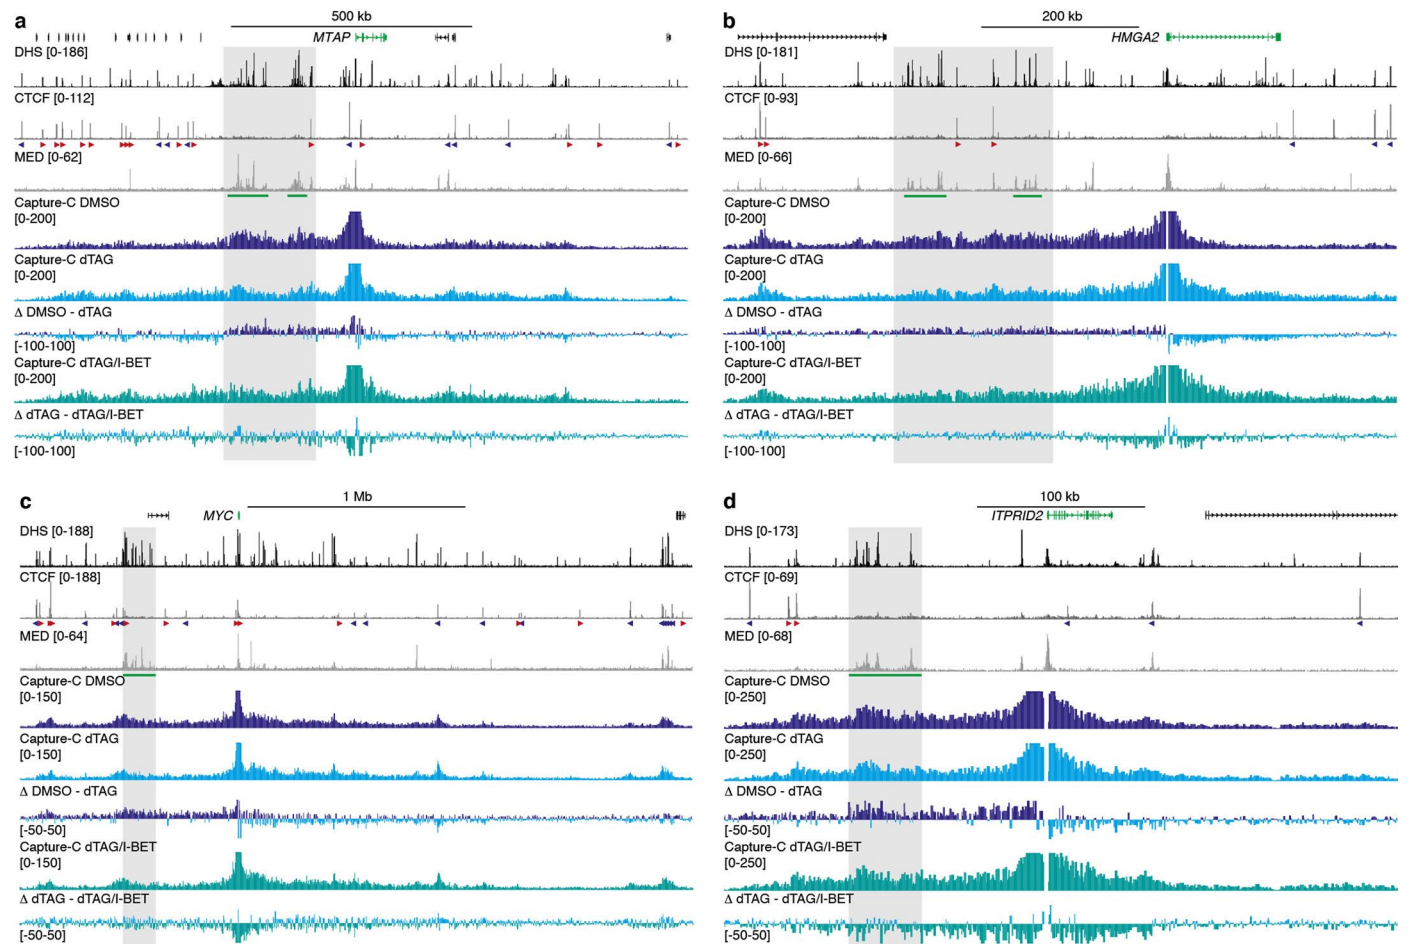 a
500 kb
MTAP
DHS [0-186]
CTCF [0-112]
MED [0-62]
Capture-C DMSO
[0-200]
Capture-C dTAG
[0-200]
Δ DMSO - dTAG
[-100-100]
Capture-C dTAG/I-BET
[0-200]
Δ dTAG - dTAG/I-BET
[-100-100]
b
200 kb
HMGA2
DHS [0-181]
CTCF [0-93]
MED [0-66]
Capture-C DMSO
[0-200]
Capture-C dTAG
[0-200]
Δ DMSO - dTAG
[-100-100]
Capture-C dTAG/I-BET
[0-200]
Δ dTAG - dTAG/I-BET
[-100-100]
c
1 Mb
MYC
DHS [0-188]
CTCF [0-188]
MED [0-64]
Capture-C DMSO
[0-150]
Capture-C dTAG
[0-150]
Δ DMSO - dTAG
[-50-50]
Capture-C dTAG/I-BET
[0-150]
Δ dTAG - dTAG/I-BET
[-50-50]
d
100 kb
ITPRID2
DHS [0-173]
CTCF [0-69]
MED [0-68]
Capture-C DMSO
[0-250]
Capture-C dTAG
[0-250]
Δ DMSO - dTAG
[-50-50]
Capture-C dTAG/I-BET
[0-250]
Δ dTAG - dTAG/I-BET
[-50-50]